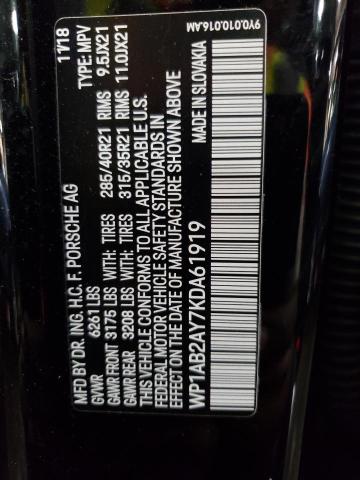 MFD BY DR. ING. H.C. F. PORSCHE AG 11/18
GVWR 6261 LBS TYPE: MPV
GAWR FRONT 3175 LBS WITH: TIRES 285/40R21 RIMS 9.5JX21
GAWR REAR 3208 LBS WITH: TIRES 315/35R21 RIMS 11.0JX21
THIS VEHICLE CONFORMS TO ALL APPLICABLE U.S.
FEDERAL MOTOR VEHICLE SAFETY STANDARDS IN
EFFECT ON THE DATE OF MANUFACTURE SHOWN ABOVE
WP1AB2AY7KDA61919 MADE IN SLOVAKIA
9Y0.010.016.AM